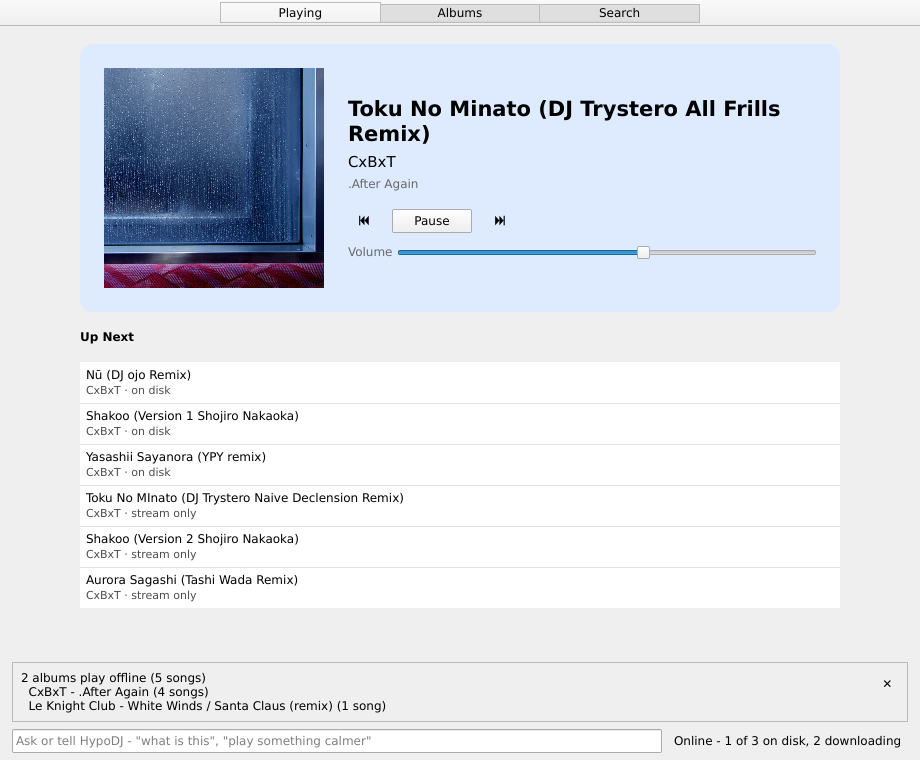 Playing
Albums
Search
Toku No Minato (DJ Trystero All Frills
Remix)
CxBxT
.After Again
Pause
Volume
Up Next
Nū (DJ ojo Remix)
CxBxT · on disk
Shakoo (Version 1 Shojiro Nakaoka)
CxBxT · on disk
Yasashii Sayanora (YPY remix)
CxBxT · on disk
Toku No MInato (DJ Trystero Naive Declension Remix)
CxBxT · stream only
Shakoo (Version 2 Shojiro Nakaoka)
CxBxT · stream only
Aurora Sagashi (Tashi Wada Remix)
CxBxT · stream only
2 albums play offline (5 songs)
CxBxT - .After Again (4 songs)
Le Knight Club - White Winds / Santa Claus (remix) (1 song)
Ask or tell HypoDJ - "what is this", "play something calmer"
Online - 1 of 3 on disk, 2 downloading